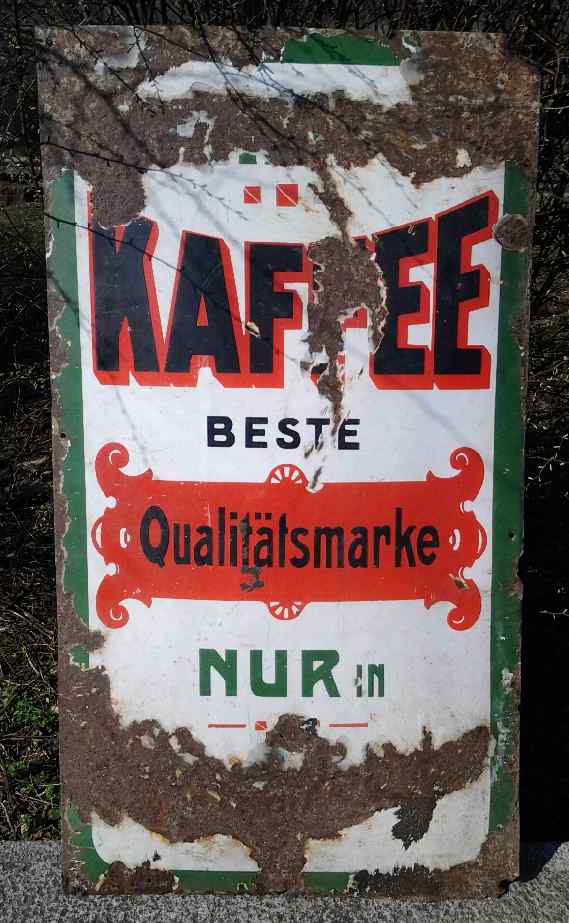 KAFFEE
BESTE
Qualitätsmarke
NUR IN